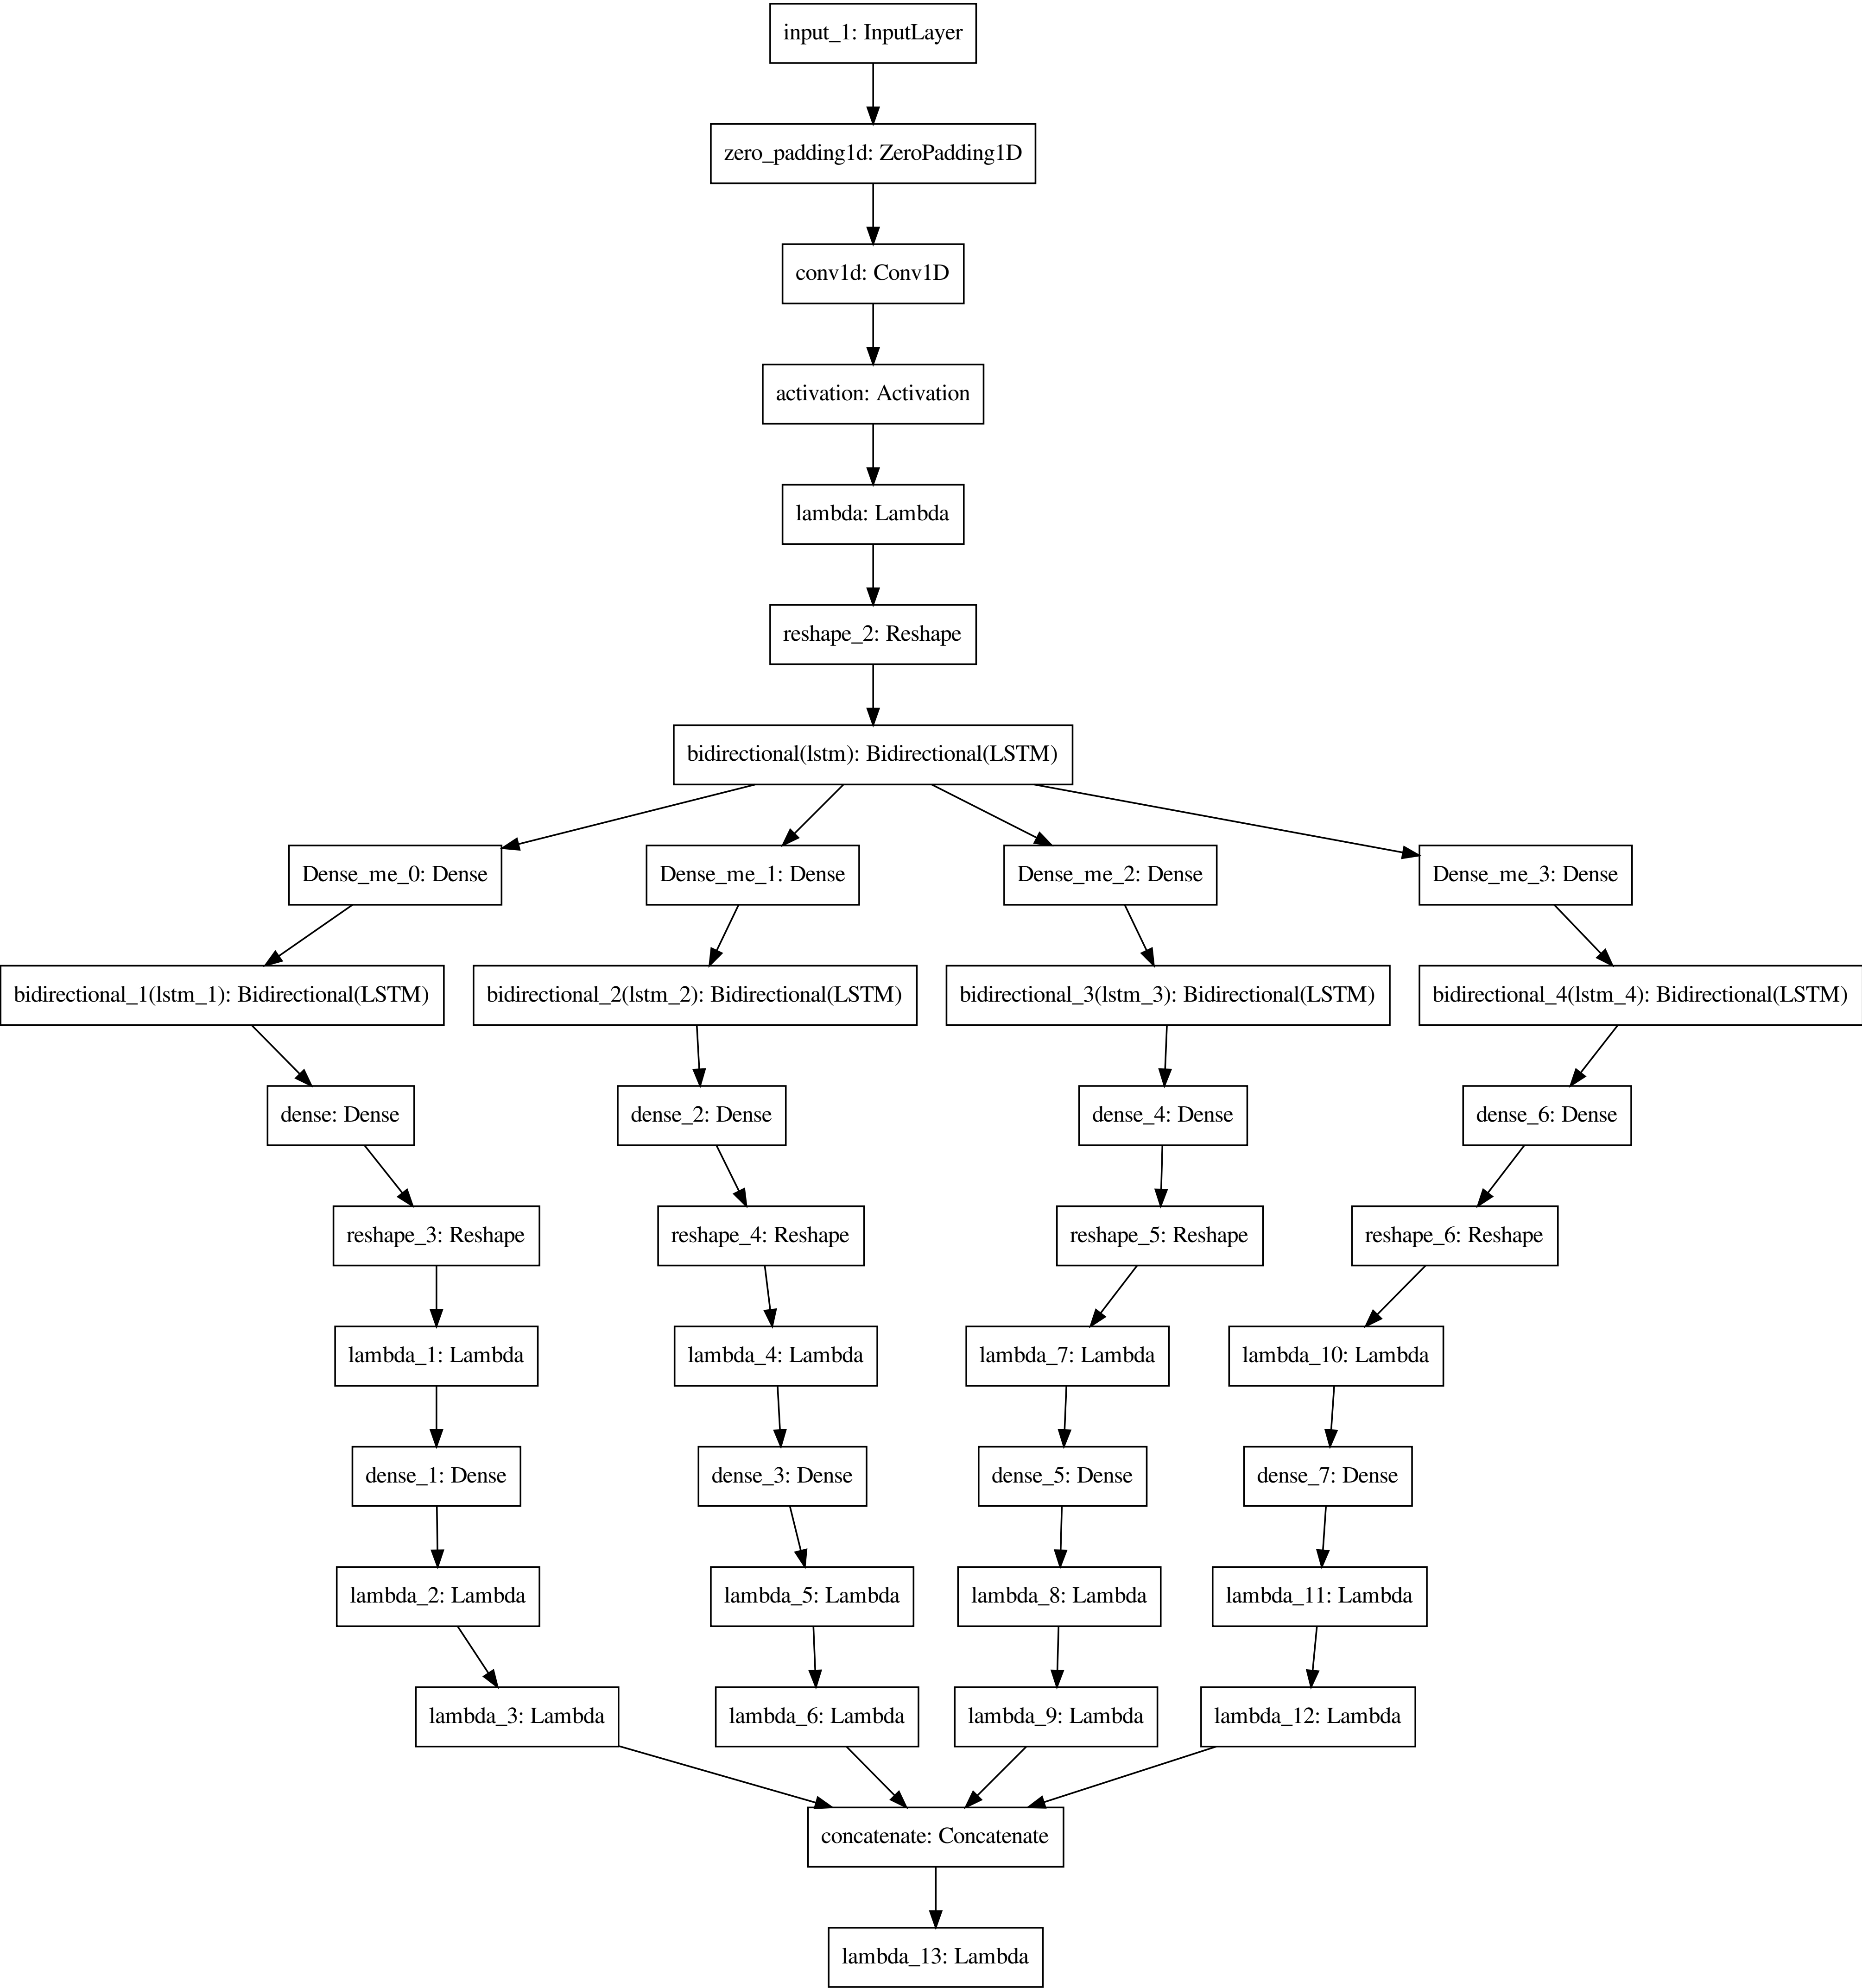 input_1: InputLayer
zero_padding1d: ZeroPadding1D
conv1d: Conv1D
activation: Activation
lambda: Lambda
reshape_2: Reshape
bidirectional(lstm): Bidirectional(LSTM)
Dense_me_0: Dense
Dense_me_1: Dense
Dense_me_2: Dense
Dense_me_3: Dense
bidirectional_1(lstm_1): Bidirectional(LSTM)
bidirectional_2(lstm_2): Bidirectional(LSTM)
bidirectional_3(lstm_3): Bidirectional(LSTM)
bidirectional_4(lstm_4): Bidirectional(LSTM)
dense: Dense
dense_2: Dense
dense_4: Dense
dense_6: Dense
reshape_3: Reshape
reshape_4: Reshape
reshape_5: Reshape
reshape_6: Reshape
lambda_1: Lambda
lambda_4: Lambda
lambda_7: Lambda
lambda_10: Lambda
dense_1: Dense
dense_3: Dense
dense_5: Dense
dense_7: Dense
lambda_2: Lambda
lambda_5: Lambda
lambda_8: Lambda
lambda_11: Lambda
lambda_3: Lambda
lambda_6: Lambda
lambda_9: Lambda
lambda_12: Lambda
concatenate: Concatenate
lambda_13: Lambda